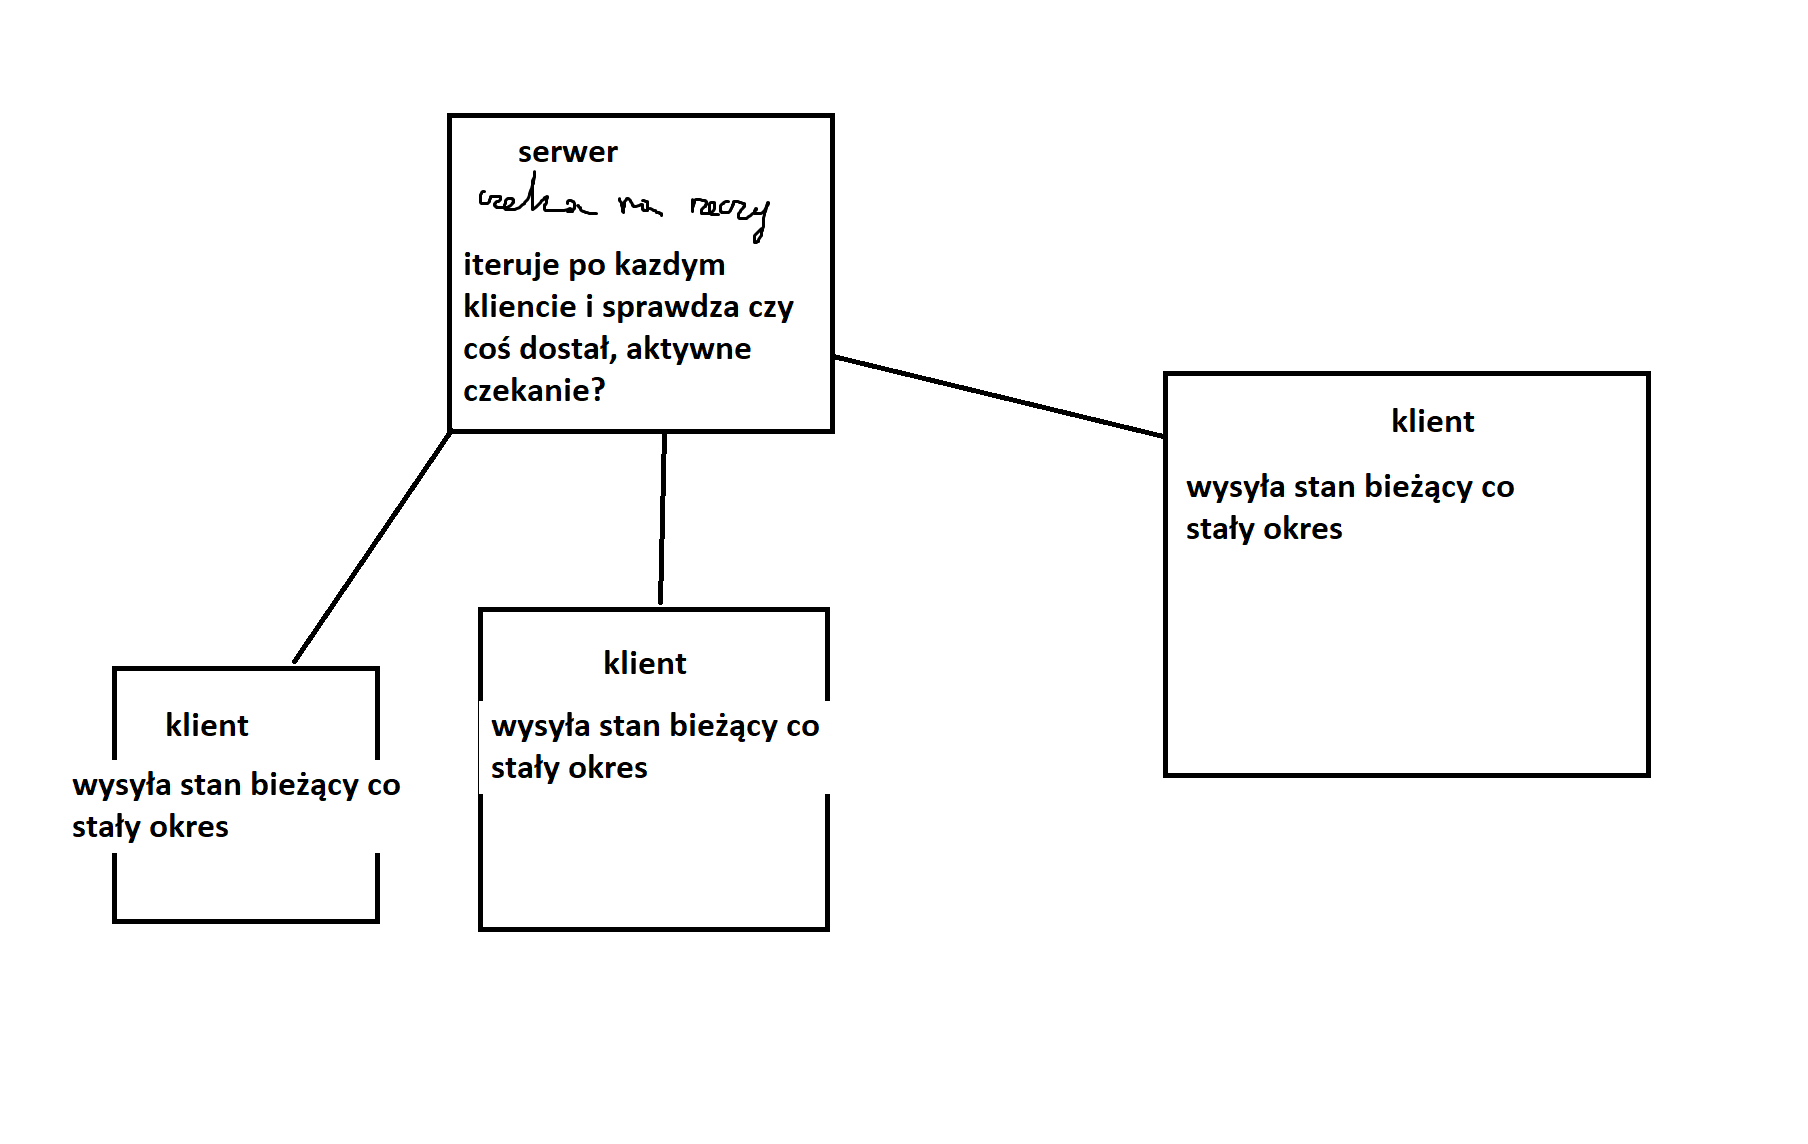 serwer
czeka na rzeczy
iteruje po kazdym
kliencie i sprawdza czy
coś dostał, aktywne
czekanie?
klient
wysyła stan bieżący co
stały okres
klient
wysyła stan bieżący co
stały okres
klient
wysyła stan bieżący co
stały okres